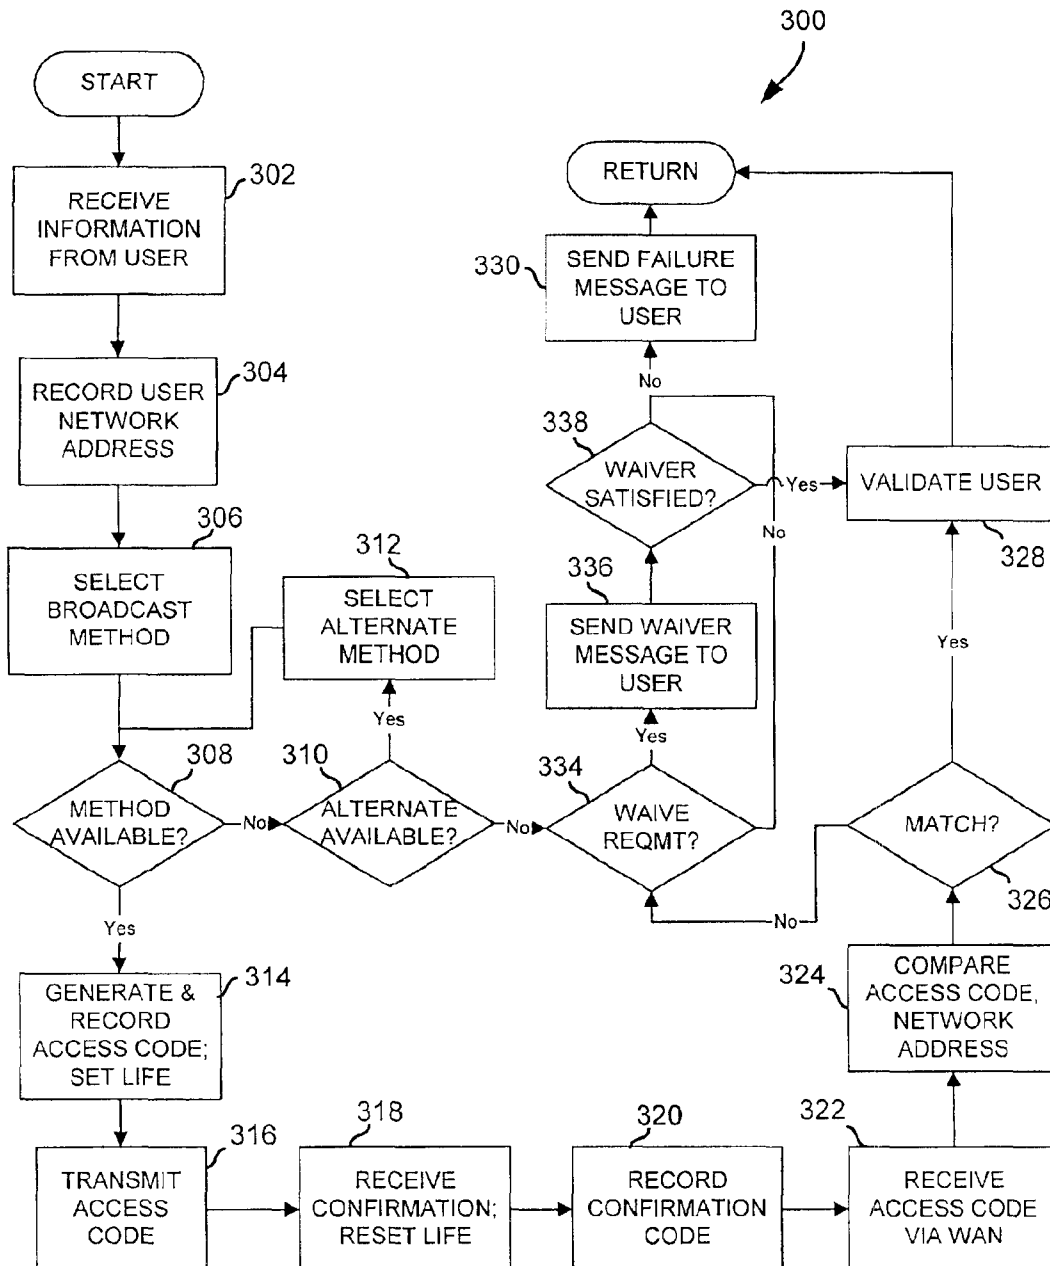 300
START
RETURN
302
RECEIVE
INFORMATION
FROM USER
330
SEND FAILURE
MESSAGE TO
USER
304
RECORD USER
NETWORK
ADDRESS
No
338
WAIVER
SATISFIED?
Yes
VALIDATE USER
328
No
306
SELECT
BROADCAST
METHOD
312
SELECT
ALTERNATE
METHOD
336
SEND WAIVER
MESSAGE TO
USER
Yes
Yes
Yes
308
METHOD
AVAILABLE?
No
310
ALTERNATE
AVAILABLE?
No
334
WAIVE
REQMT?
MATCH?
326
No
Yes
314
GENERATE &
RECORD
ACCESS CODE;
SET LIFE
324
COMPARE
ACCESS CODE,
NETWORK
ADDRESS
316
TRANSMIT
ACCESS
CODE
318
RECEIVE
CONFIRMATION;
RESET LIFE
320
RECORD
CONFIRMATION
CODE
322
RECEIVE
ACCESS CODE
VIA WAN